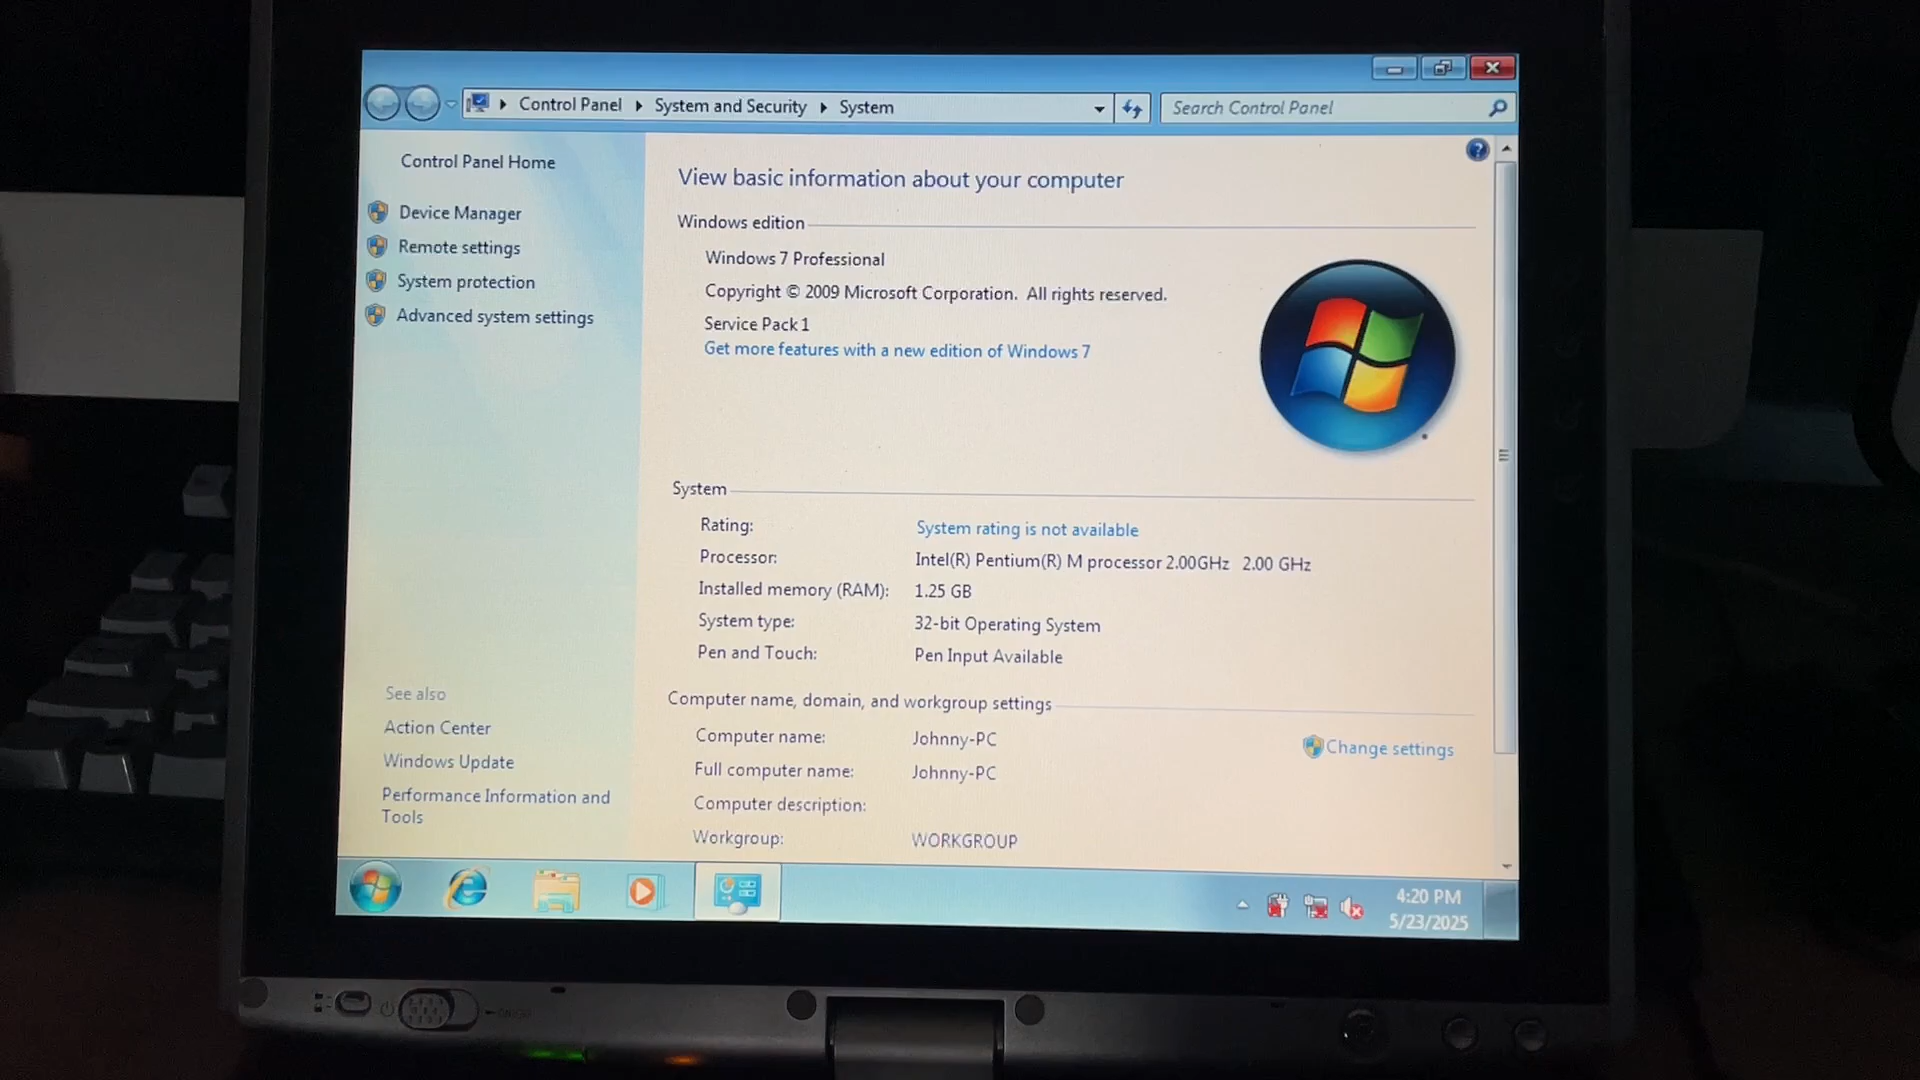 Control Panel System and Security System
Search Control Panel
Control Panel Home
Device Manager
Remote settings
System protection
Advanced system settings
See also
Action Center
Windows Update
Performance Information and
Tools
View basic information about your computer
Windows edition
Windows 7 Professional
Copyright © 2009 Microsoft Corporation. All rights reserved.
Service Pack 1
Get more features with a new edition of Windows 7
System
Rating: System rating is not available
Processor: Intel(R) Pentium(R) M processor 2.00GHz 2.00 GHz
Installed memory (RAM): 1.25 GB
System type: 32-bit Operating System
Pen and Touch: Pen Input Available
Computer name, domain, and workgroup settings
Computer name: Johnny-PC
Change settings
Full computer name: Johnny-PC
Computer description:
Workgroup: WORKGROUP
4:20 PM
5/23/2025